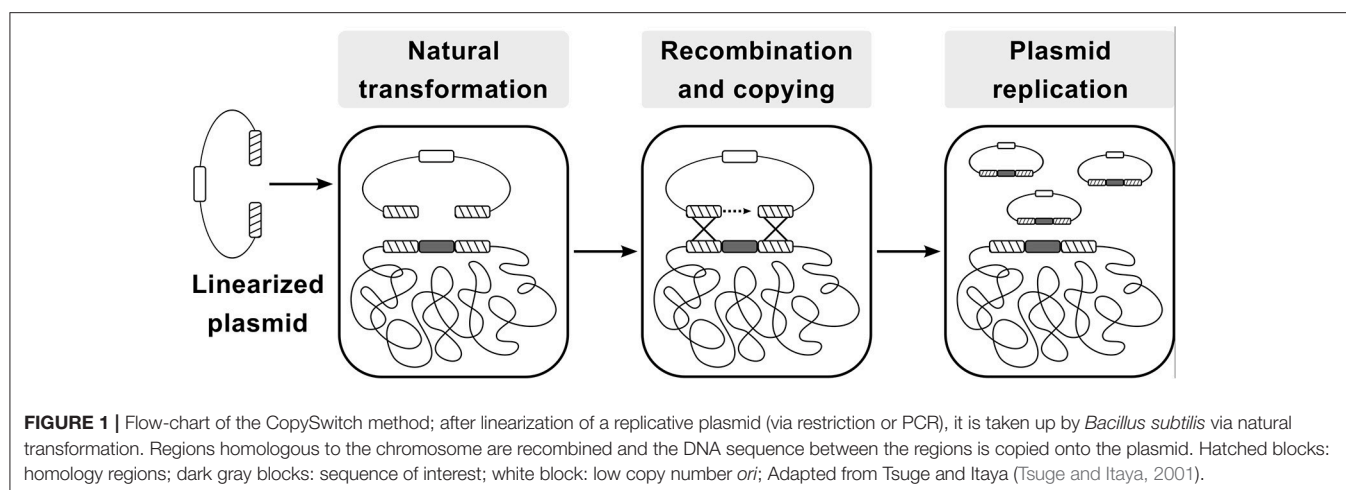 Natural
transformation
Recombination
and copying
Plasmid
replication
Linearized
plasmid
FIGURE 1 | Flow-chart of the CopySwitch method; after linearization of a replicative plasmid (via restriction or PCR), it is taken up by Bacillus subtilis via natural
transformation. Regions homologous to the chromosome are recombined and the DNA sequence between the regions is copied onto the plasmid. Hatched blocks:
homology regions; dark gray blocks: sequence of interest; white block: low copy number ori; Adapted from Tsuge and Itaya (Tsuge and Itaya, 2001).